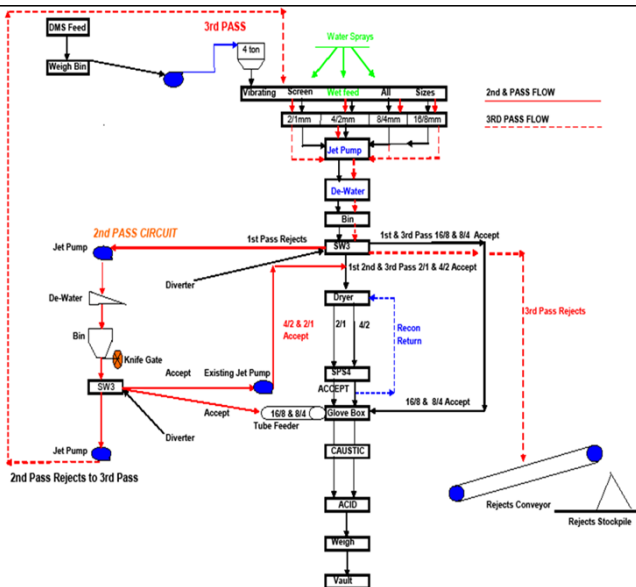 DMS Feed
Weigh Bin
3rd PASS
4 ton
Water Sprays
Vibrating Screen Wet feed All Sizes
2/1mm 4/2mm 8/4mm 16/8mm
2nd & PASS FLOW
3RD PASS FLOW
Jet Pump
De-Water
Bin
SW3
1st & 3rd Pass 16/8 & 8/4 Accept
1st Pass Rejects
2nd PASS CIRCUIT
Jet Pump
Diverter
1st 2nd & 3rd Pass 2/1 & 4/2 Accept
De-Water
Dryer
3rd Pass Rejects
4/2 & 2/1
Accept
2/1 4/2
Recon
Return
Bin
Knife Gate
SW3
Accept
Existing Jet Pump
SPS4
ACCEPT
16/8 & 8/4 Accept
Accept
16/8 & 8/4
Glove Box
Tube Feeder
Diverter
Jet Pump
2nd Pass Rejects to 3rd Pass
CAUSTIC
ACID
Weigh
Vault
Rejects Conveyor
Rejects Stockpile